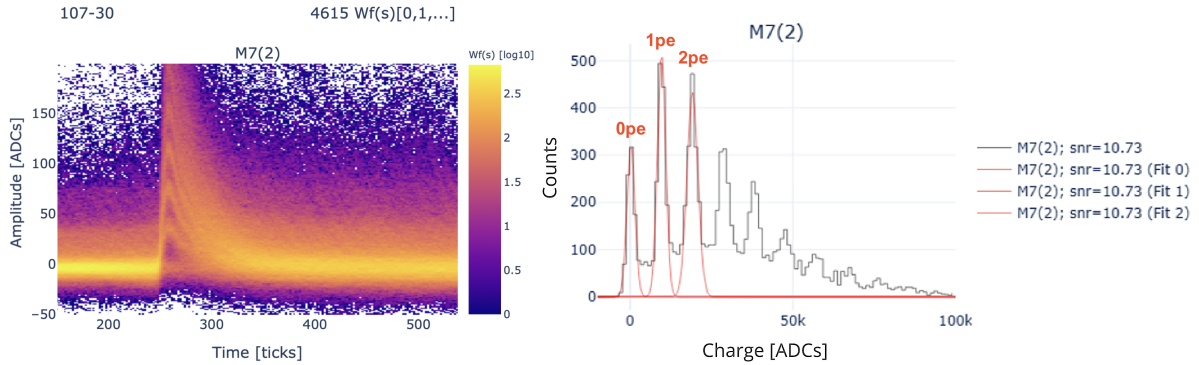 107-30
4615 Wf(s)[0,1,...]
M7(2)
Wf(s) [log10]
Amplitude [ADCs]
150
100
50
0
−50
200
300
400
500
Time [ticks]
2.5
2
1.5
1
0.5
0
M7(2)
1pe
2pe
0pe
Counts
500
400
300
200
100
0
0
50k
100k
Charge [ADCs]
M7(2); snr=10.73
M7(2); snr=10.73 (Fit 0)
M7(2); snr=10.73 (Fit 1)
M7(2); snr=10.73 (Fit 2)